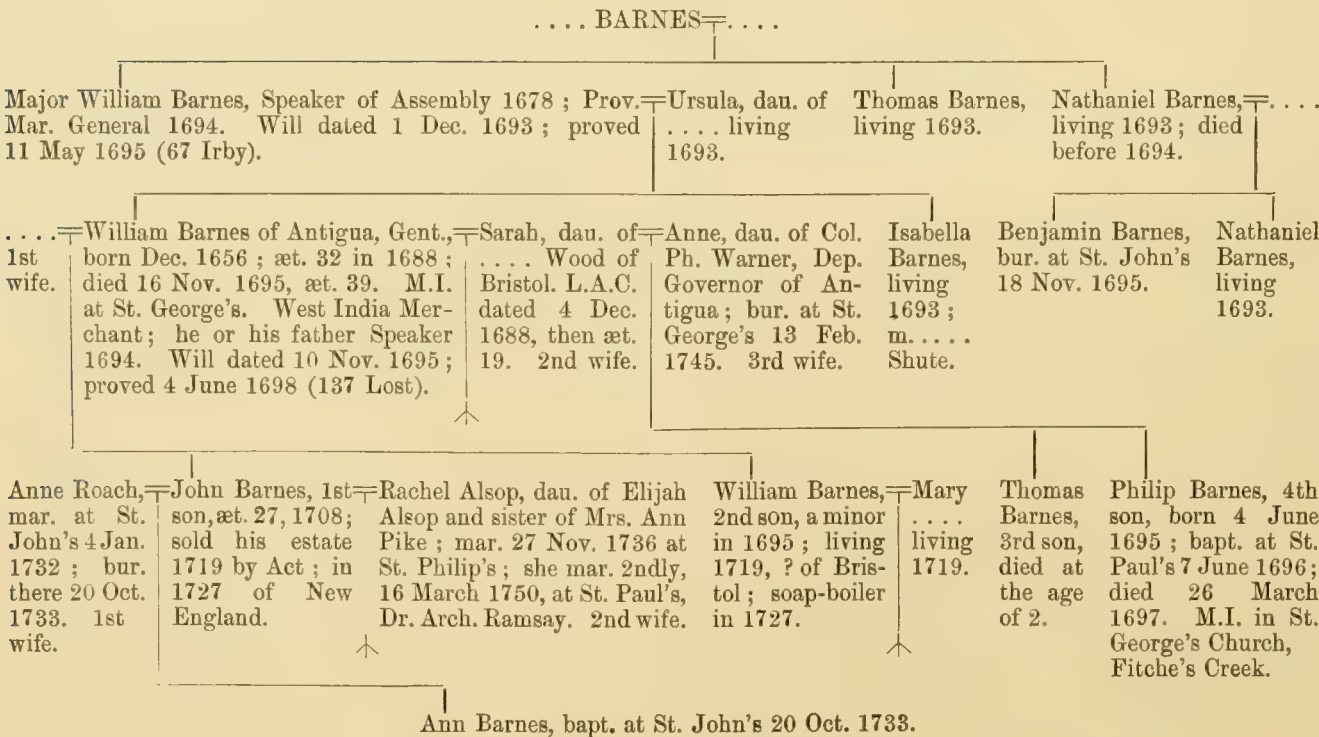 .... BARNES=....
Major William Barnes, Speaker of Assembly 1678 ; Prov.
Mar. General 1694. Will dated 1 Dec. 1693 ; proved
11 May 1695 (67 Irby).
=Ursula, dau. of
.... living
1693.
Thomas Barnes,
living 1693.
Nathaniel Barnes,=....
living 1693 ; died
before 1694.
....=
1st
wife.
William Barnes of Antigua, Gent.,
born Dec. 1656 ; æt. 32 in 1688 ;
died 16 Nov. 1695, æt. 39. M.I.
at St. George's. West India Mer-
chant ; he or his father Speaker
1694. Will dated 10 Nov. 1695 ;
proved 4 June 1698 (137 Lost).
=Sarah, dau. of
.... Wood of
Bristol. L.A.C.
dated 4 Dec.
1688, then æt.
19. 2nd wife.
=Anne, dau. of Col.
Ph. Warner, Dep.
Governor of An-
tigua ; bur. at St.
George's 13 Feb.
1745. 3rd wife.
Isabella
Barnes,
living
1693 ;
m.....
Shute.
Benjamin Barnes,
bur. at St. John's
18 Nov. 1695.
Nathaniel
Barnes,
living
1693.
Anne Roach,=
mar. at St.
John's 4 Jan.
1732 ; bur.
there 20 Oct.
1733. 1st
wife.
John Barnes, 1st
son, æt. 27, 1708 ;
sold his estate
1719 by Act ; in
1727 of New
England.
=Rachel Alsop, dau. of Elijah
Alsop and sister of Mrs. Ann
Pike ; mar. 27 Nov. 1736 at
St. Philip's ; she mar. 2ndly,
16 March 1750, at St. Paul's,
Dr. Arch. Ramsay. 2nd wife.
William Barnes,
2nd son, a minor
in 1695 ; living
1719, ? of Bris-
tol ; soap-boiler
in 1727.
=Mary
....
living
1719.
Thomas
Barnes,
3rd son,
died at
the age
of 2.
Philip Barnes, 4th
son, born 4 June
1695 ; bapt. at St.
Paul's 7 June 1696 ;
died 26 March
1697. M.I. in St.
George's Church,
Fitche's Creek.
Ann Barnes, bapt. at St. John's 20 Oct. 1733.